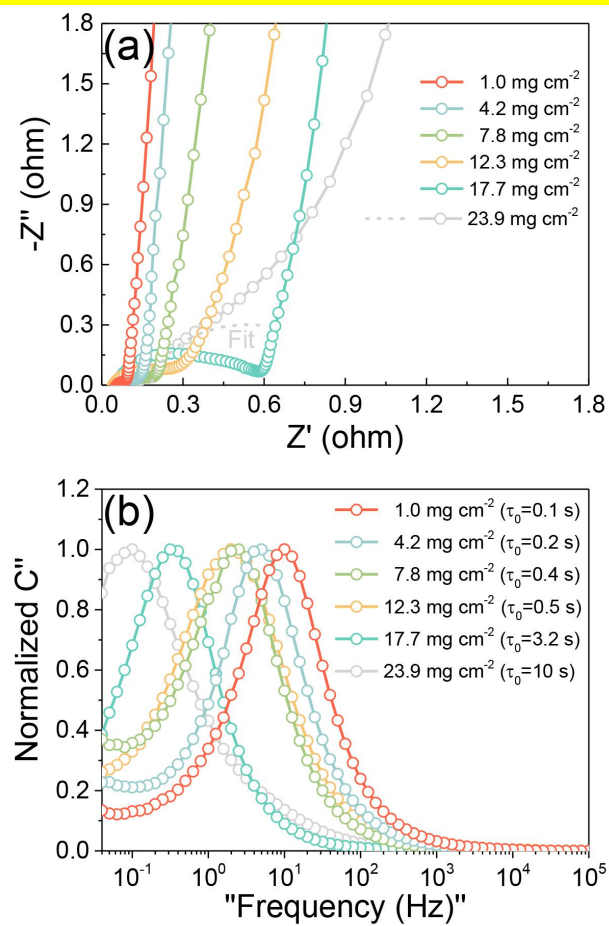 (a)
1.8
1.5
1.2
0.9
0.6
0.3
0.0
-Z" (ohm)
1.0 mg cm-2
4.2 mg cm-2
7.8 mg cm-2
12.3 mg cm-2
17.7 mg cm-2
23.9 mg cm-2
Fit
0.0 0.3 0.6 0.9 1.2 1.5 1.8
Z' (ohm)
(b)
1.2
1.0
0.8
0.6
0.4
0.2
0.0
Normalized C"
1.0 mg cm-2 (τ0=0.1 s)
4.2 mg cm-2 (τ0=0.2 s)
7.8 mg cm-2 (τ0=0.4 s)
12.3 mg cm-2 (τ0=0.5 s)
17.7 mg cm-2 (τ0=3.2 s)
23.9 mg cm-2 (τ0=10 s)
10-1 100 101 102 103 104 105
"Frequency (Hz)"